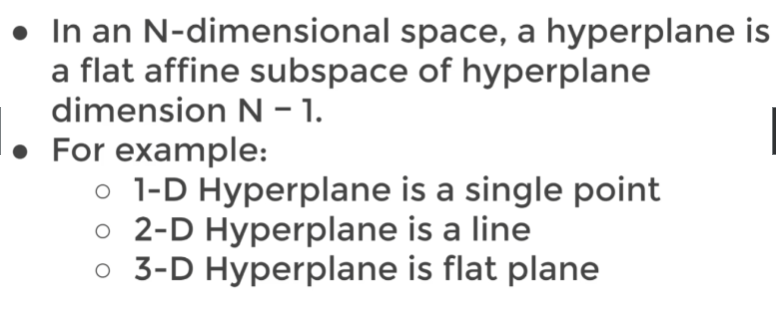 • In an N-dimensional space, a hyperplane is
a flat affine subspace of hyperplane
dimension N − 1.
• For example:
○ 1-D Hyperplane is a single point
○ 2-D Hyperplane is a line
○ 3-D Hyperplane is flat plane